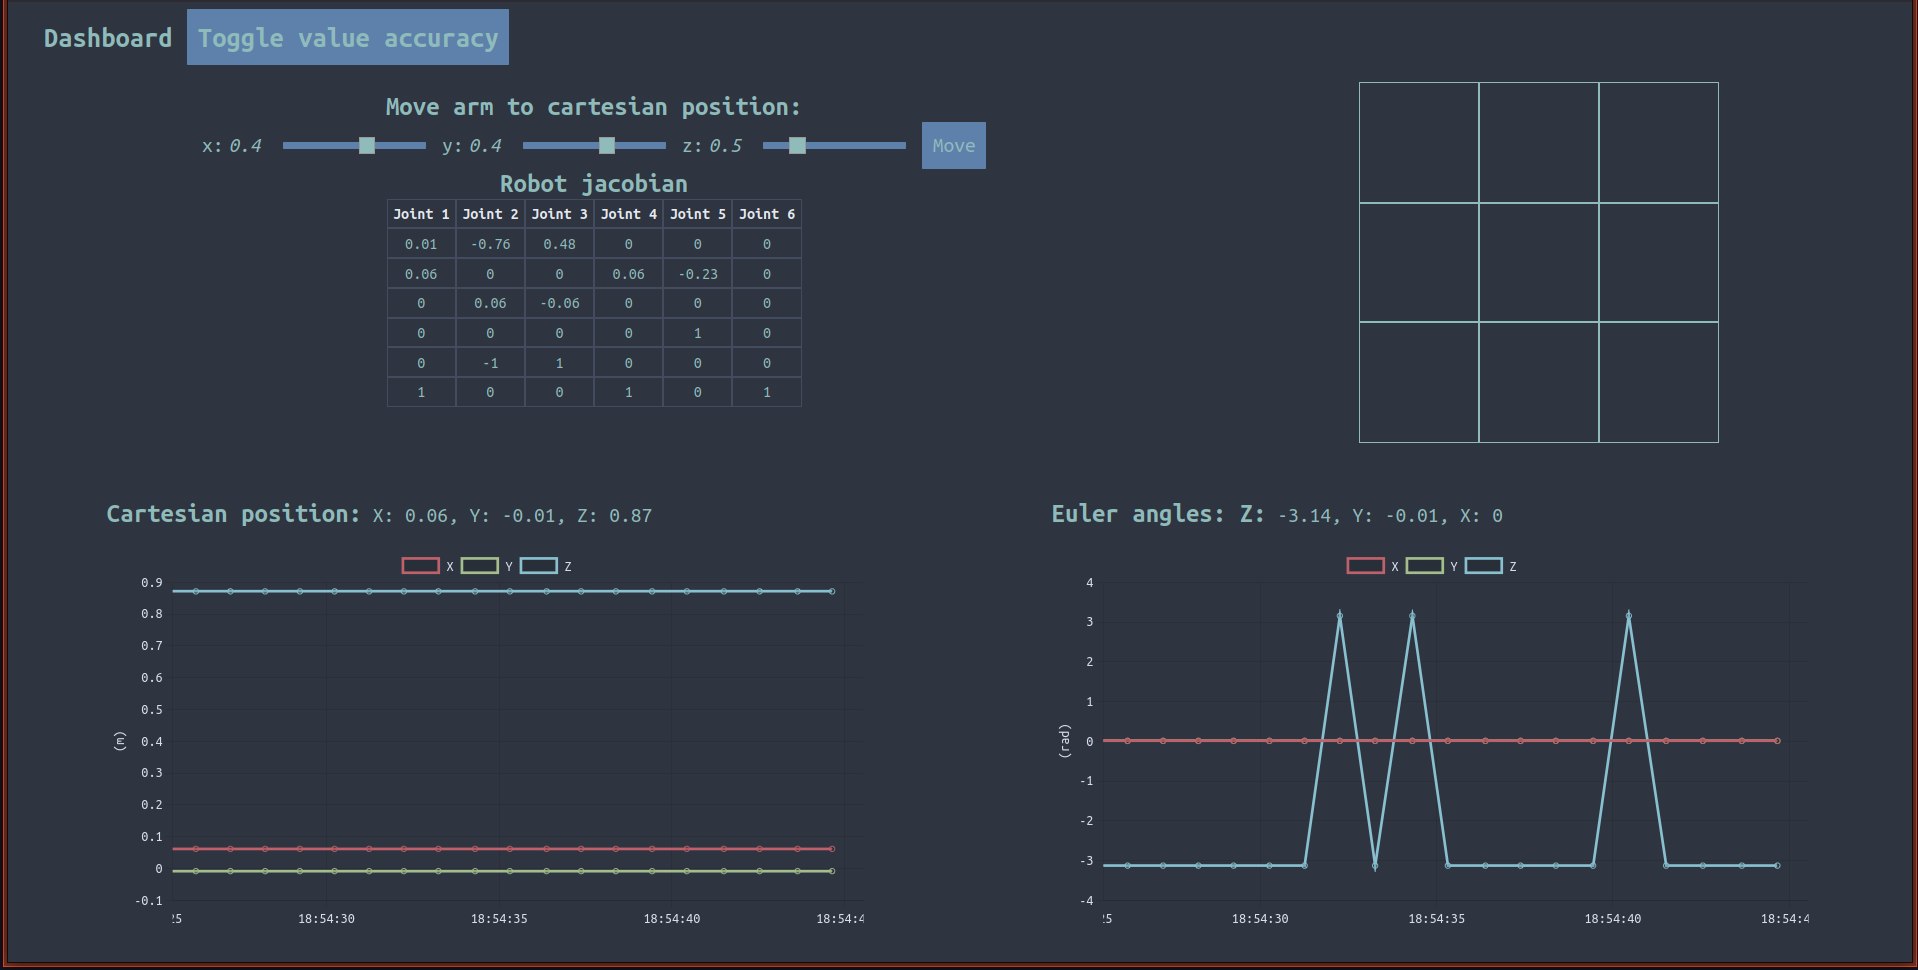 Dashboard Toggle value accuracy
Move arm to cartesian position:
x: 0.4 y: 0.4 z: 0.5 Move
Robot jacobian
Joint 1 Joint 2 Joint 3 Joint 4 Joint 5 Joint 6
0.01 -0.76 0.48 0 0 0
0.06 0 0 0.06 -0.23 0
0 0.06 -0.06 0 0 0
0 0 0 0 1 0
0 -1 1 0 0 0
1 0 0 1 0 1
Cartesian position: X: 0.06, Y: -0.01, Z: 0.87
X Y Z
0.9
0.8
0.7
0.6
0.5
0.4
0.3
0.2
0.1
0
-0.1
(m)
25 18:54:30 18:54:35 18:54:40 18:54:4
Euler angles: Z: -3.14, Y: -0.01, X: 0
X Y Z
4
3
2
1
0
-1
-2
-3
-4
(rad)
:5 18:54:30 18:54:35 18:54:40 18:54:4